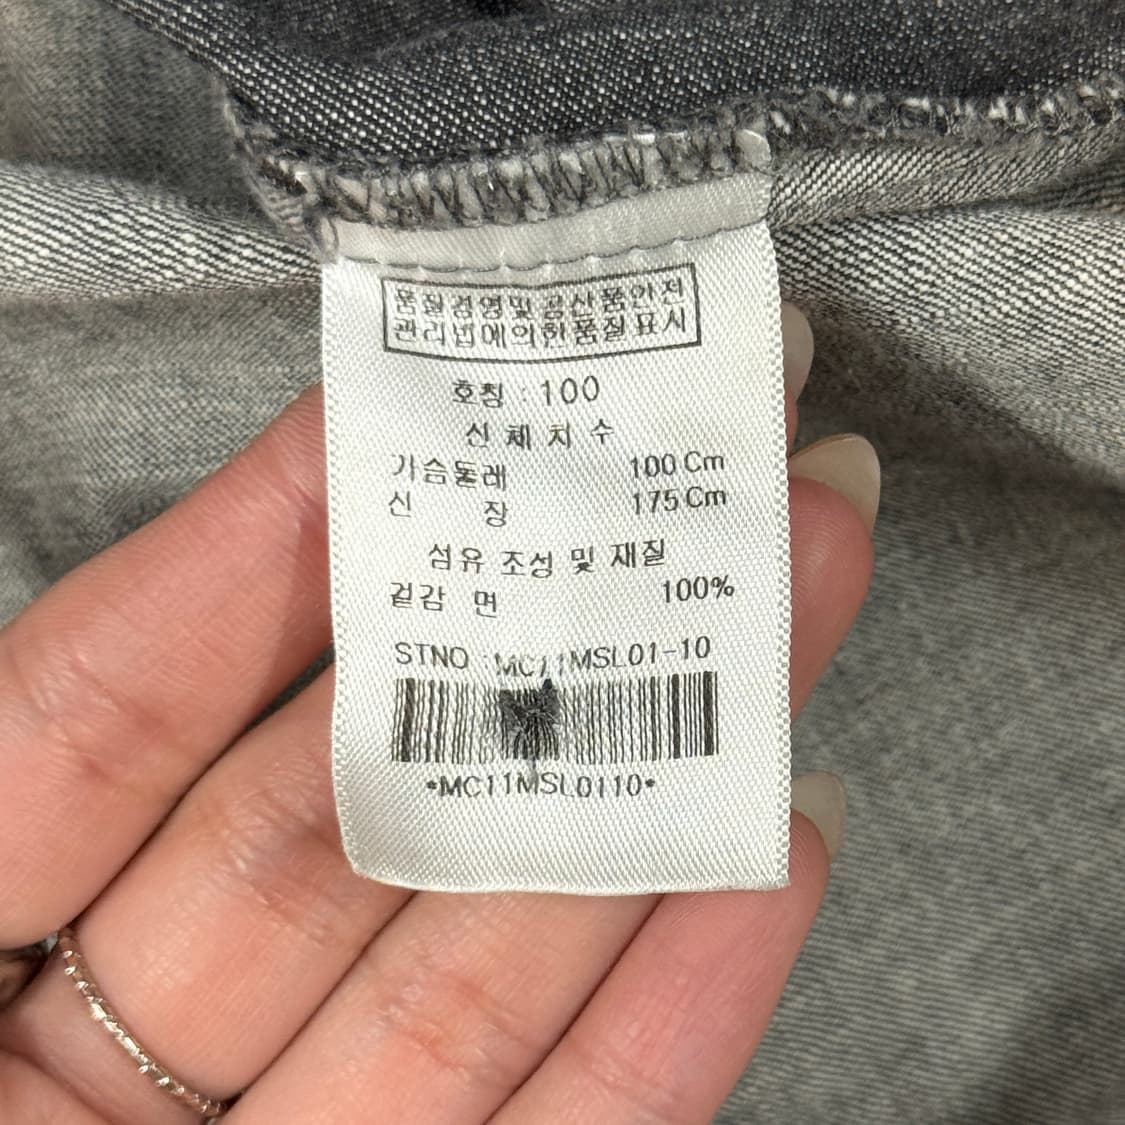 품질경영및공산품안전
관리법에의한품질표시
호칭 : 100
신 체 치 수
가슴둘레 100 Cm
신 장 175 Cm
섬유 조성 및 재질
겉감 면 100%
STNO : MC11MSL01-10
*MC11MSL0110*